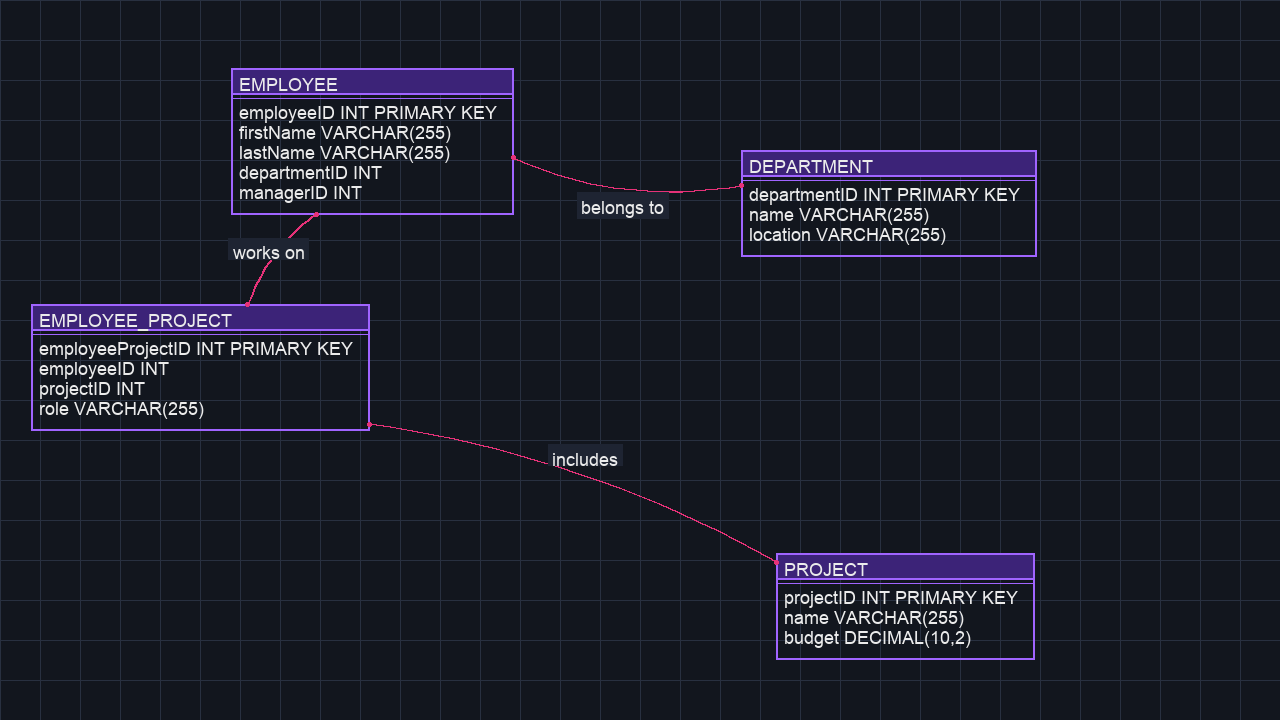 EMPLOYEE
employeeID INT PRIMARY KEY
firstName VARCHAR(255)
lastName VARCHAR(255)
departmentID INT
managerID INT
DEPARTMENT
departmentID INT PRIMARY KEY
name VARCHAR(255)
location VARCHAR(255)
belongs to
works on
EMPLOYEE_PROJECT
employeeProjectID INT PRIMARY KEY
employeeID INT
projectID INT
role VARCHAR(255)
includes
PROJECT
projectID INT PRIMARY KEY
name VARCHAR(255)
budget DECIMAL(10,2)